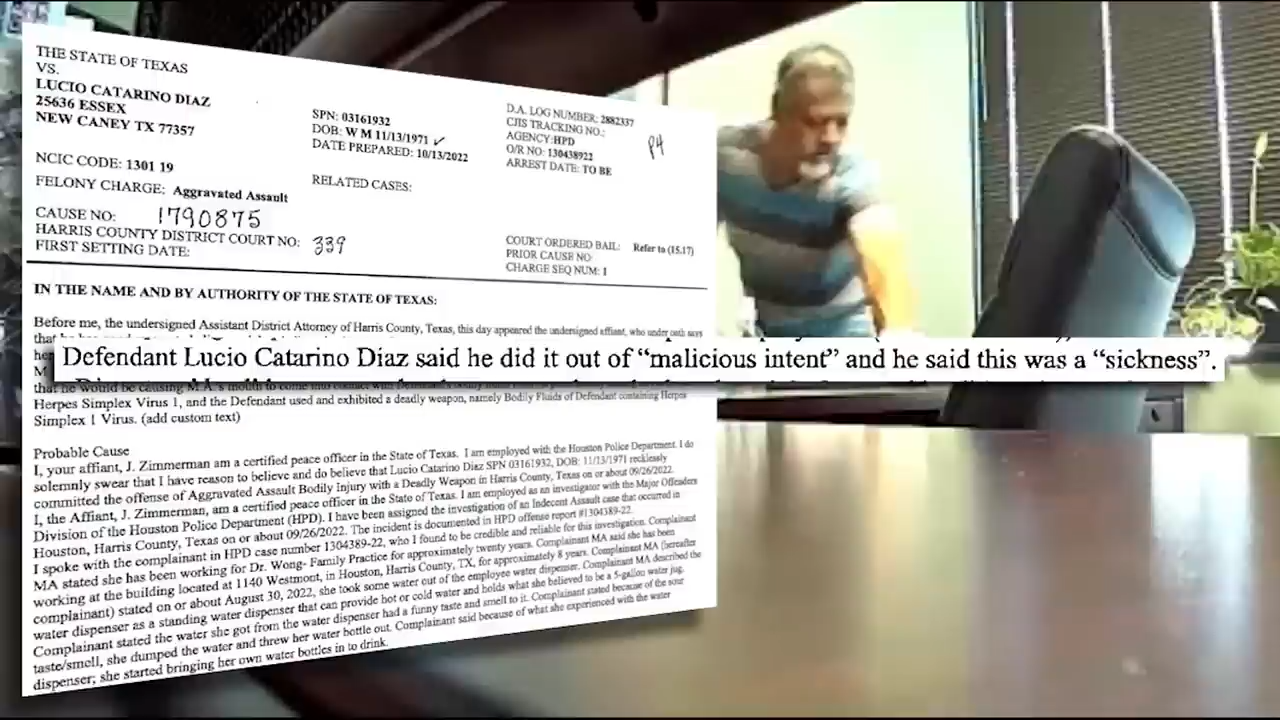 THE STATE OF TEXAS
VS.
LUCIO CATARINO DIAZ
25636 ESSEX
NEW CANEY TX 77357
SPN: 03161932
DOB: W M 11/13/1971 ✓
DATE PREPARED: 10/13/2022
D.A. LOG NUMBER: 2882337
CJIS TRACKING NO.:
AGENCY:HPD
O/R NO: 130438922
ARREST DATE: TO BE
P4
NCIC CODE: 1301 19
FELONY CHARGE: Aggravated Assault
RELATED CASES:
CAUSE NO: 1790875
HARRIS COUNTY DISTRICT COURT NO: 339
FIRST SETTING DATE:
COURT ORDERED BAIL: Refer to (15.17)
PRIOR CAUSE NO:
CHARGE SEQ NUM: 1
IN THE NAME AND BY AUTHORITY OF THE STATE OF TEXAS:
Before me, the undersigned Assistant District Attorney of Harris County, Texas, this day appeared the undersigned affiant, who under oath says
that
her
Defendant Lucio Catarino Diaz said he did it out of “malicious intent” and he said this was a “sickness”.
M
that he would be causing M.A.'s mouth to come into contact with
Herpes Simplex Virus 1, and the Defendant used and exhibited a deadly weapon, namely Bodily Fluids of Defendant containing Herpes
Simplex 1 Virus. (add custom text)
Probable Cause
I, your affiant, J. Zimmerman am a certified peace officer in the State of Texas. I am employed with the Houston Police Department. I do
solemnly swear that I have reason to believe and do believe that Lucio Catarino Diaz SPN 03161932, DOB: 11/13/1971 recklessly
committed the offense of Aggravated Assault Bodily Injury with a Deadly Weapon in Harris County, Texas on or about 09/26/2022.
I, the Affiant, J. Zimmerman, am a certified peace officer in the State of Texas. I am employed as an investigator with the Major Offenders
Division of the Houston Police Department (HPD). I have been assigned the investigation of an Indecent Assault case that occurred in
Houston, Harris County, Texas on or about 09/26/2022. The incident is documented in HPD offense report #1304389-22.
I spoke with the complainant in HPD case number 1304389-22, who I found to be credible and reliable for this investigation. Complainant
MA stated she has been working for Dr. Wong- Family Practice for approximately twenty years. Complainant MA said she has been
working at the building located at 1140 Westmont, in Houston, Harris County, TX, for approximately 8 years. Complainant MA (hereafter
complainant) stated on or about August 30, 2022, she took some water out of the employee water dispenser. Complainant MA described the
water dispenser as a standing water dispenser that can provide hot or cold water and holds what she believed to be a 5-gallon water jug.
Complainant stated the water she got from the water dispenser had a funny taste and smell to it. Complainant stated because of the sour
taste/smell, she dumped the water and threw her water bottle out. Complainant said because of what she experienced with the water
dispenser; she started bringing her own water bottles in to drink.